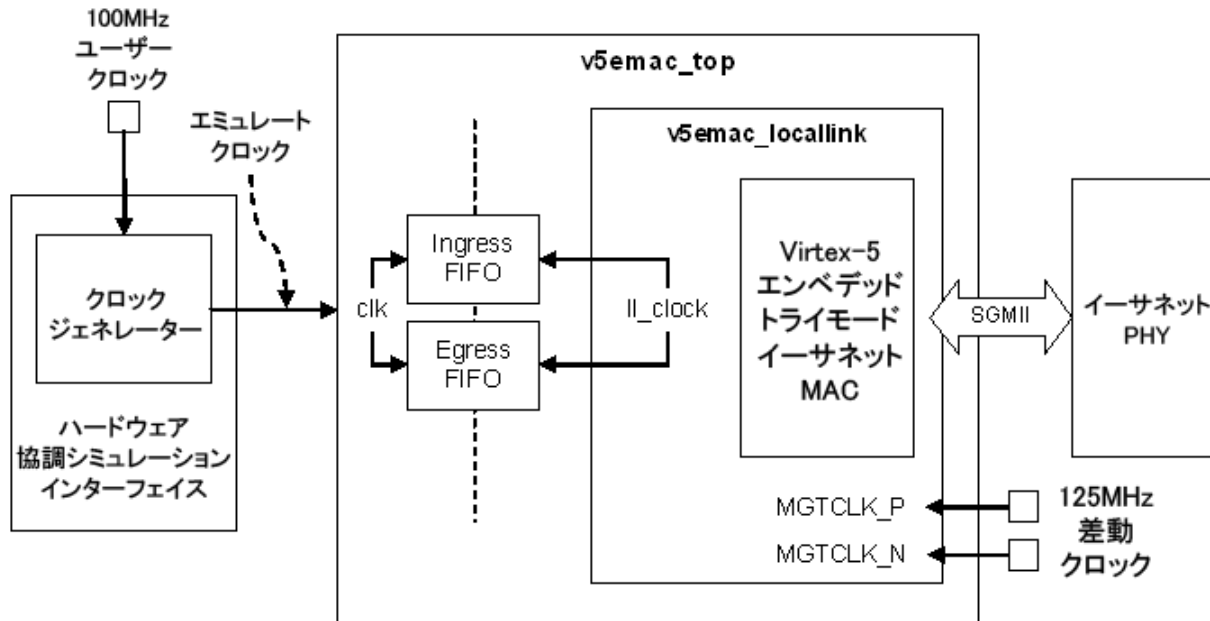 100MHz
ユーザー
クロック
エミュレート
クロック
クロック
ジェネレーター
ハードウェア
協調シミュレーション
インターフェイス
v5emac_top
v5emac_locallink
Ingress
FIFO
clk
ll_clock
Egress
FIFO
Virtex-5
エンベデッド
トライモード
イーサネット
MAC
SGMII
イーサネット
PHY
MGTCLK_P
MGTCLK_N
125MHz
差動
クロック